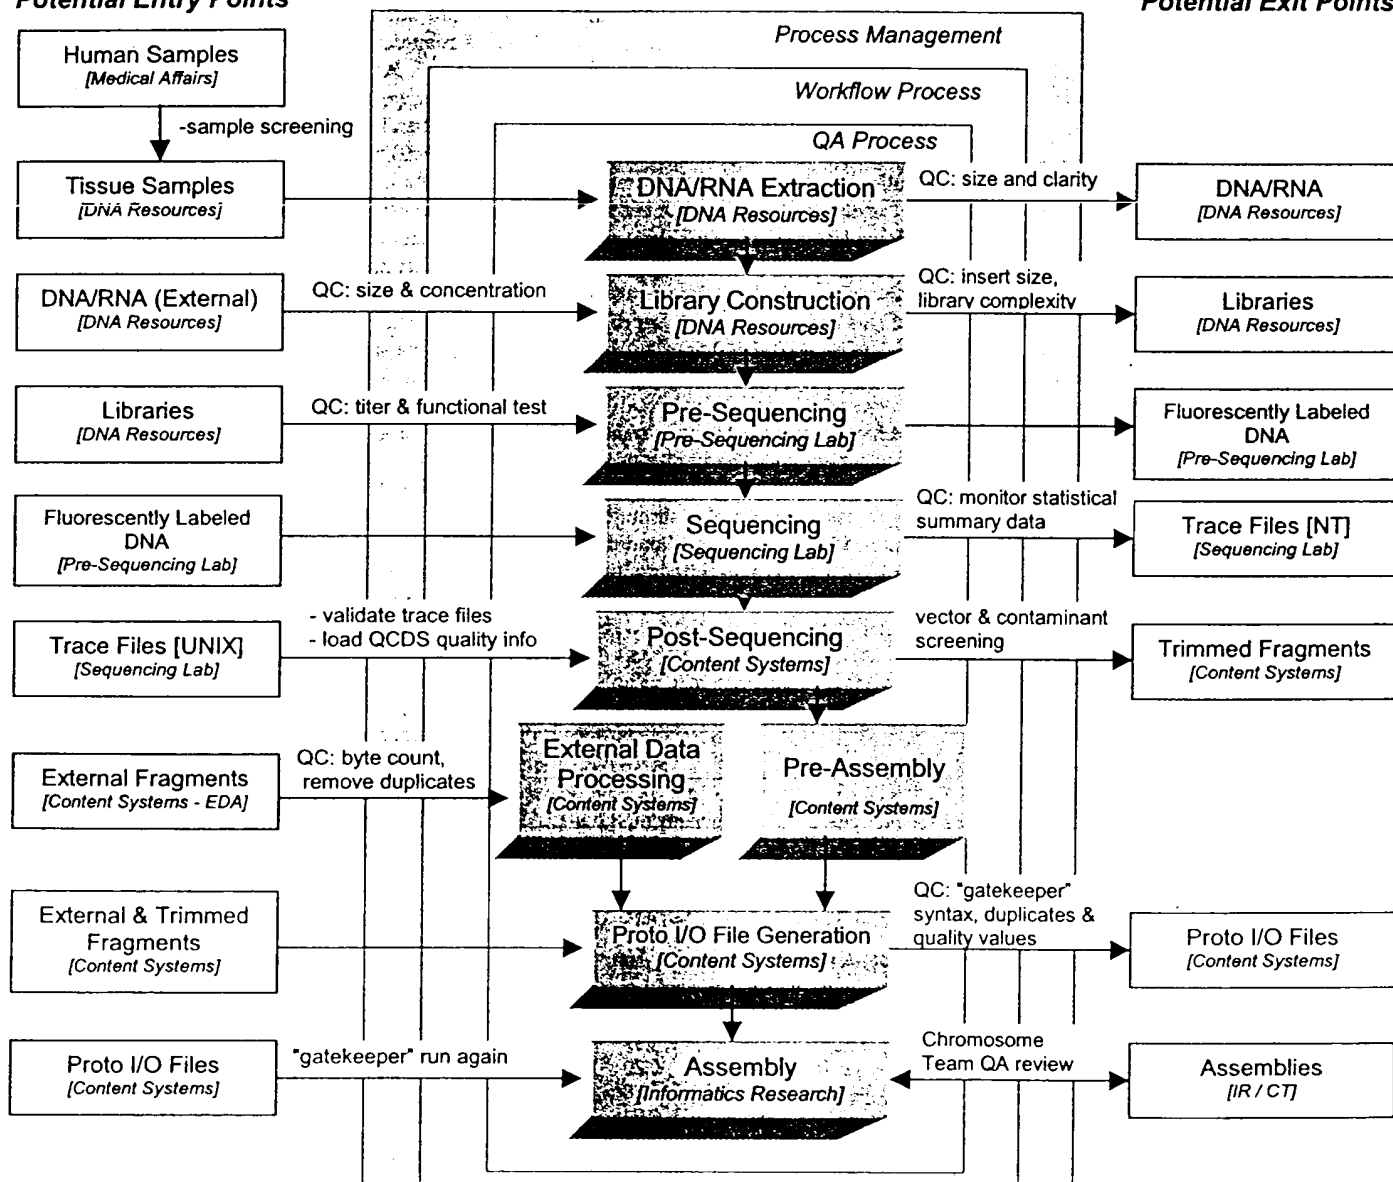 Potential Entry Points
Potential Exit Points
Process Management
Human Samples
[Medical Affairs]
Workflow Process
-sample screening
QA Process
Tissue Samples
[DNA Resources]
DNA/RNA Extraction
[DNA Resources]
QC: size and clarity
DNA/RNA
[DNA Resources]
DNA/RNA (External)
[DNA Resources]
QC: size & concentration
Library Construction
[DNA Resources]
QC: insert size,
library complexity
Libraries
[DNA Resources]
Libraries
[DNA Resources]
QC: titer & functional test
Pre-Sequencing
[Pre-Sequencing Lab]
Fluorescently Labeled
DNA
[Pre-Sequencing Lab]
Fluorescently Labeled
DNA
[Pre-Sequencing Lab]
Sequencing
[Sequencing Lab]
QC: monitor statistical
summary data
Trace Files [NT]
[Sequencing Lab]
Trace Files [UNIX]
[Sequencing Lab]
- validate trace files
- load QCDS quality info
Post-Sequencing
[Content Systems]
vector & contaminant
screening
Trimmed Fragments
[Content Systems]
External Fragments
[Content Systems - EDA]
QC: byte count,
remove duplicates
External Data
Processing
[Content Systems]
Pre-Assembly
[Content Systems]
External & Trimmed
Fragments
[Content Systems]
Proto I/O File Generation
[Content Systems]
QC: "gatekeeper"
syntax, duplicates &
quality values
Proto I/O Files
[Content Systems]
Proto I/O Files
[Content Systems]
"gatekeeper" run again
Assembly
[Informatics Research]
Chromosome
Team QA review
Assemblies
[IR / CT]